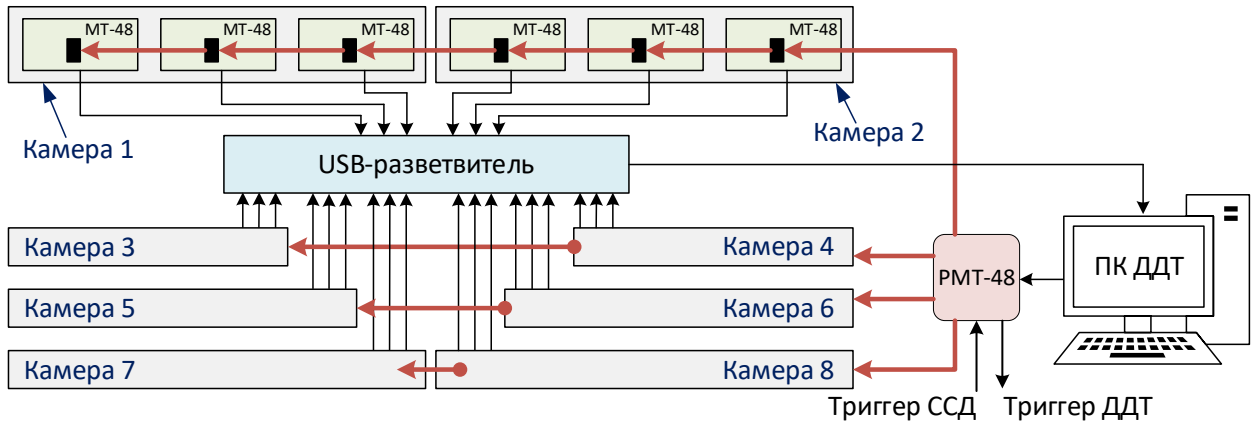 МТ-48
МТ-48
МТ-48
МТ-48
МТ-48
МТ-48
Камера 1
Камера 2
USB-разветвитель
Камера 3
Камера 4
ПК ДДТ
РМТ-48
Камера 5
Камера 6
Камера 7
Камера 8
Триггер ССД
Триггер ДДТ